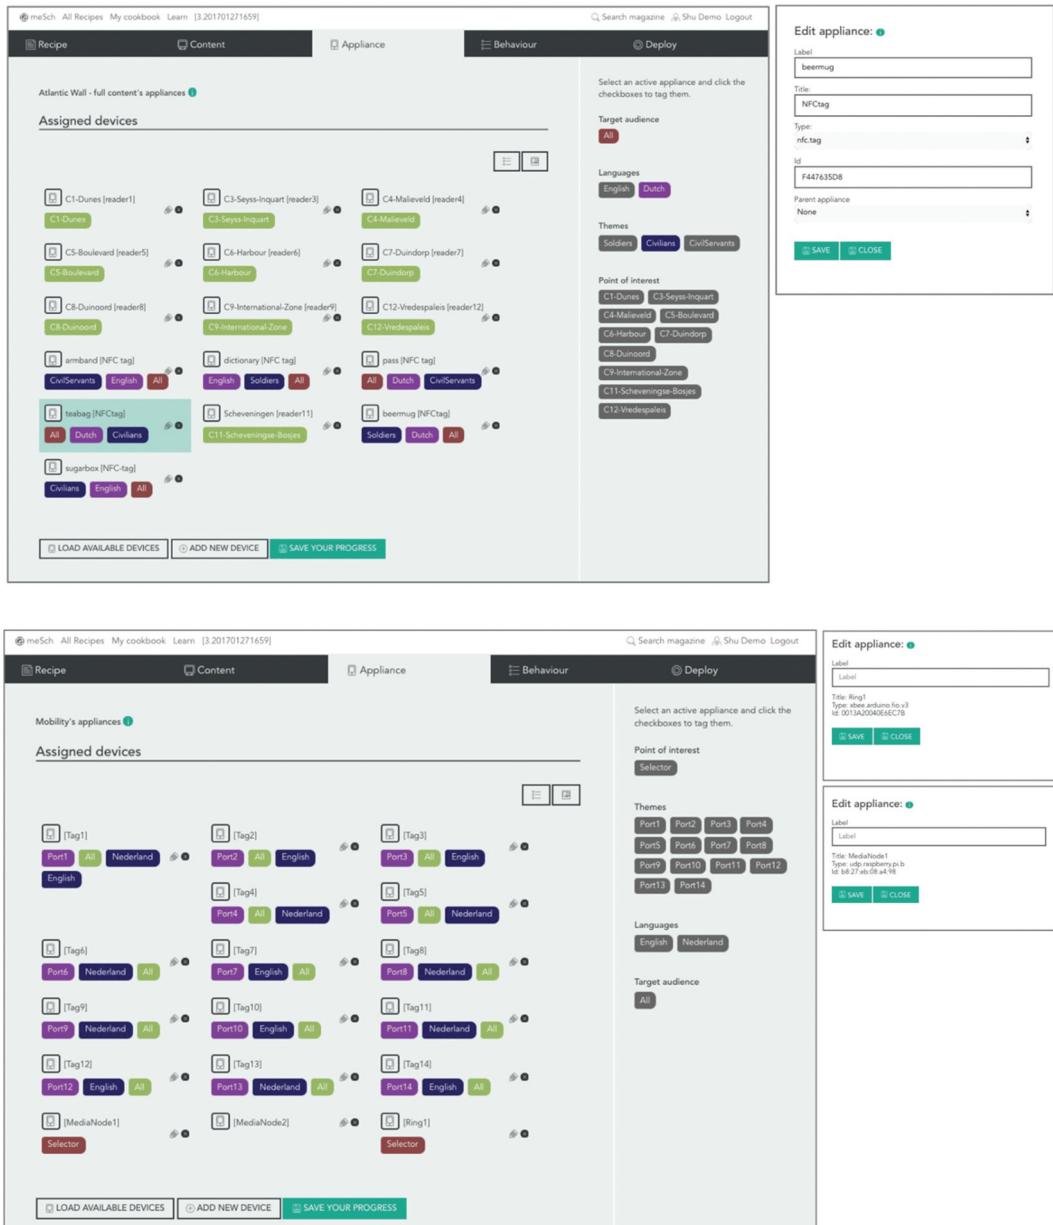 meSch All Recipes My cookbook Learn [3.201701271659] Search magazine Shu Demo Logout
Recipe Content Appliance Behaviour Deploy
Atlantic Wall - full content's appliances
Assigned devices
C1-Dunes [reader1] C3-Seyss-Inquart [reader3] C4-Malieveld [reader4]
C1-Dunes C3-Seyss-Inquart C4-Malieveld
C5-Boulevard [reader5] C6-Harbour [reader6] C7-Duindorp [reader7]
C5-Boulevard C6-Harbour C7-Duindorp
C8-Duinoord [reader8] C9-International-Zone [reader9] C12-Vredespaleis [reader12]
C8-Duinoord C9-International-Zone C12-Vredespaleis
armband [NFC tag] dictionary [NFC tag] pass [NFC tag]
CivilServants English All English Soldiers All All Dutch CivilServants
teabag [NFCtag] Scheveningen [reader11] beermug [NFCtag]
All Dutch Civilians C11-Scheveningse-Bosjes Soldiers Dutch All
sugarbox [NFC-tag]
Civilians English All
LOAD AVAILABLE DEVICES ADD NEW DEVICE SAVE YOUR PROGRESS
Select an active appliance and click the
checkboxes to tag them.
Target audience
All
Languages
English Dutch
Themes
Soldiers Civilians CivilServants
Point of interest
C1-Dunes C3-Seyss-Inquart
C4-Malieveld C5-Boulevard
C6-Harbour C7-Duindorp
C8-Duinoord
C9-International-Zone
C11-Scheveningse-Bosjes
C12-Vredespaleis
Edit appliance:
Label
beermug
Title:
NFCtag
Type:
nfc.tag
Id
F447635D8
Parent appliance
None
SAVE CLOSE
meSch All Recipes My cookbook Learn [3.201701271659] Search magazine Shu Demo Logout
Recipe Content Appliance Behaviour Deploy
Mobility's appliances
Assigned devices
[Tag1] [Tag2] [Tag3]
Port1 All Nederland Port2 All English Port3 All English
English
[Tag4] [Tag5]
Port4 All Nederland Port5 All Nederland
[Tag6] [Tag7] [Tag8]
Port6 Nederland All Port7 English All Port8 Nederland All
[Tag9] [Tag10] [Tag11]
Port9 Nederland All Port10 English All Port11 Nederland All
[Tag12] [Tag13] [Tag14]
Port12 English All Port13 Nederland All Port14 English All
[MediaNode1] [MediaNode2] [Ring1]
Selector Selector
LOAD AVAILABLE DEVICES ADD NEW DEVICE SAVE YOUR PROGRESS
Select an active appliance and click the
checkboxes to tag them.
Point of interest
Selector
Themes
Port1 Port2 Port3 Port4
Port5 Port6 Port7 Port8
Port9 Port10 Port11 Port12
Port13 Port14
Languages
English Nederland
Target audience
All
Edit appliance:
Label
Label
Title: Ring1
Type: xbee.arduino.fio.v3
Id: 0013A20040E6EC7B
SAVE CLOSE
Edit appliance:
Label
Label
Title: MediaNode1
Type: udp.raspberry.pi.b
Id: b8:27:eb:08:a4:98
SAVE CLOSE